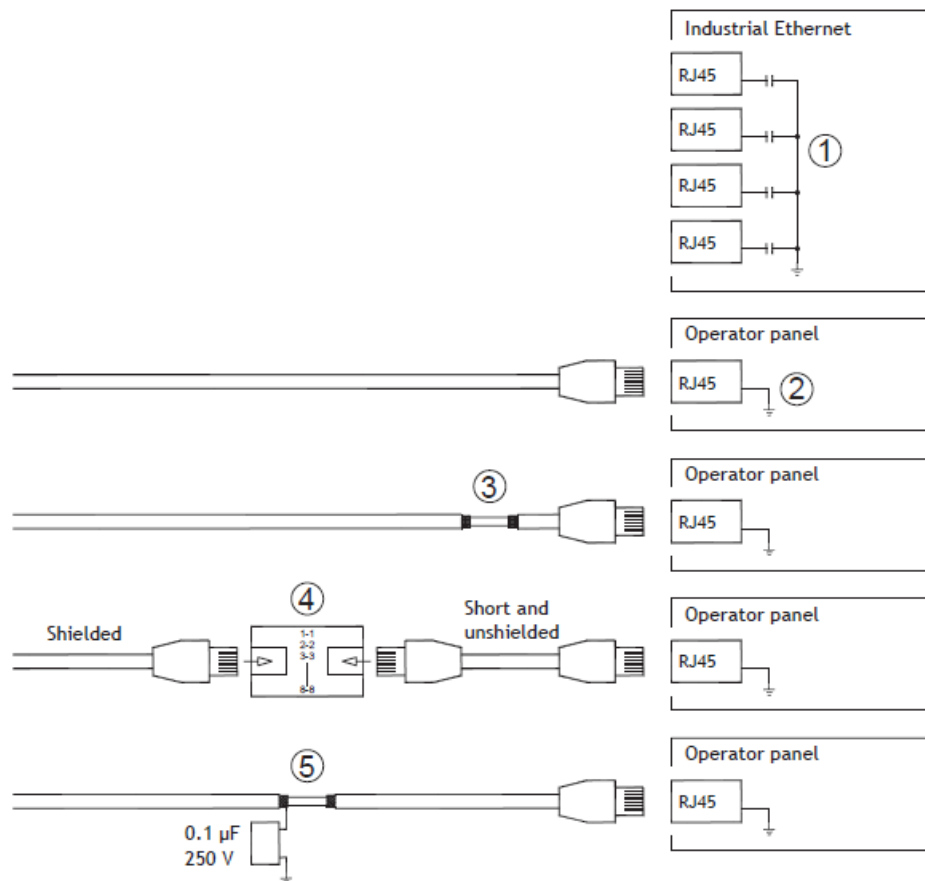 Industrial Ethernet
RJ45
RJ45
①
RJ45
RJ45
Operator panel
RJ45
②
Operator panel
③
RJ45
Operator panel
④
Short and
unshielded
Shielded
1-1
2-2
3-3
8-8
RJ45
Operator panel
⑤
RJ45
0.1 µF
250 V